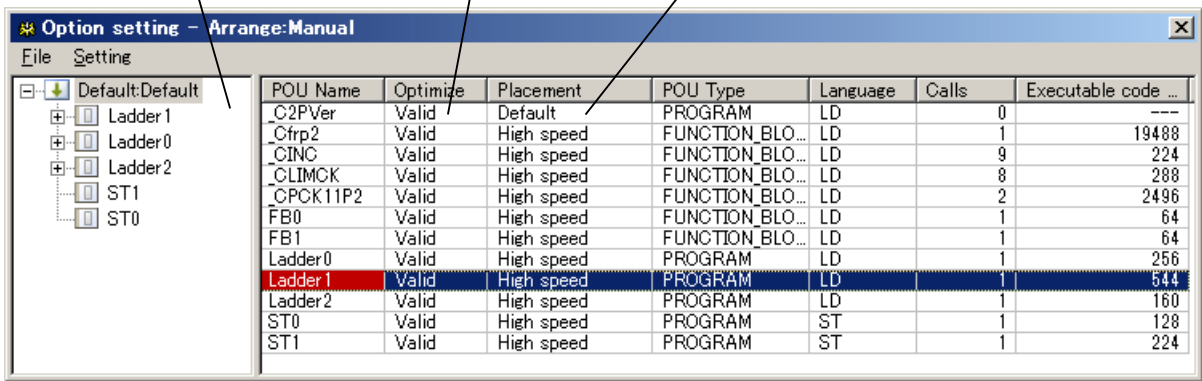 Option setting - Arrange:Manual
File Setting
Default:Default
Ladder1
Ladder0
Ladder2
ST1
ST0
POU Name Optimize Placement POU Type Language Calls Executable code ...
_C2PVer Valid Default PROGRAM LD 0 ---
_Cfrp2 Valid High speed FUNCTION_BLO... LD 1 19488
_CINC Valid High speed FUNCTION_BLO... LD 9 224
_CLIMCK Valid High speed FUNCTION_BLO... LD 8 288
_CPCK11P2 Valid High speed FUNCTION_BLO... LD 2 2496
FB0 Valid High speed FUNCTION_BLO... LD 1 64
FB1 Valid High speed FUNCTION_BLO... LD 1 64
Ladder0 Valid High speed PROGRAM LD 1 256
Ladder1 Valid High speed PROGRAM LD 1 544
Ladder2 Valid High speed PROGRAM LD 1 160
ST0 Valid High speed PROGRAM ST 1 128
ST1 Valid High speed PROGRAM ST 1 224